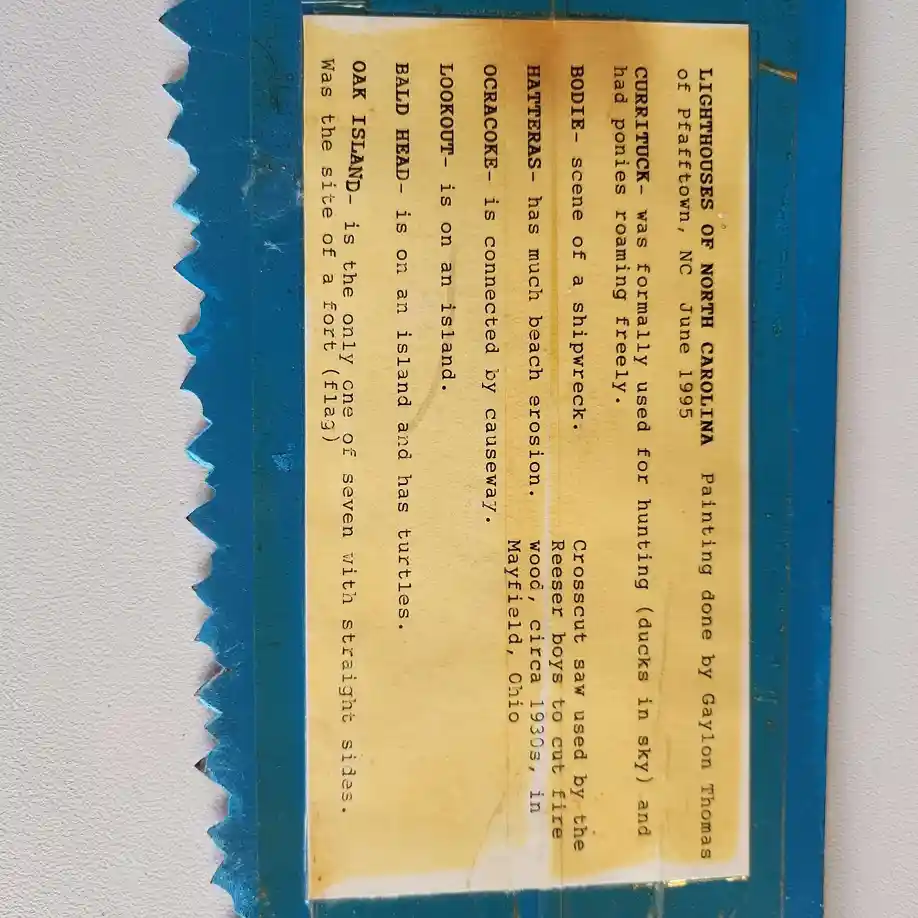 LIGHTHOUSES OF NORTH CAROLINA Painting done by Gaylon Thomas
of Pfafftown, NC June 1995
CURRITUCK- was formally used for hunting (ducks in sky) and
had ponies roaming freely.
BODIE- scene of a shipwreck.
HATTERAS- has much beach erosion.
OCRACOKE- is connected by causeway.
Crosscut saw used by the
Reeser boys to cut fire
wood, circa 1930s, in
Mayfield, Ohio
LOOKOUT- is on an island.
BALD HEAD- is on an island and has turtles.
OAK ISLAND- is the only one of seven with straight sides.
Was the site of a fort (flag)